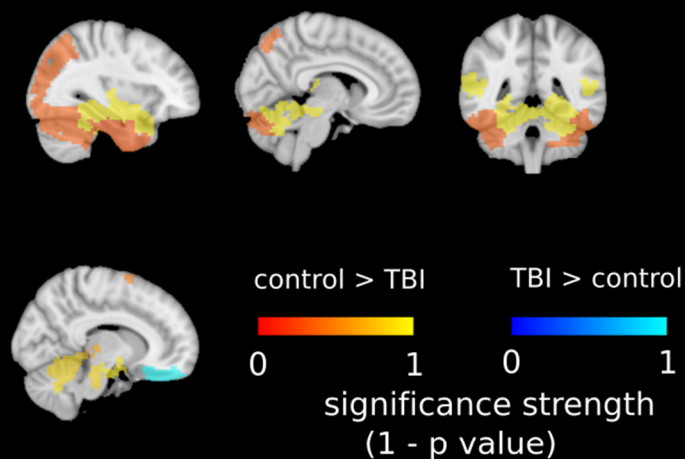 control > TBI
TBI > control
0
1
0
1
significance strength
(1 - p value)